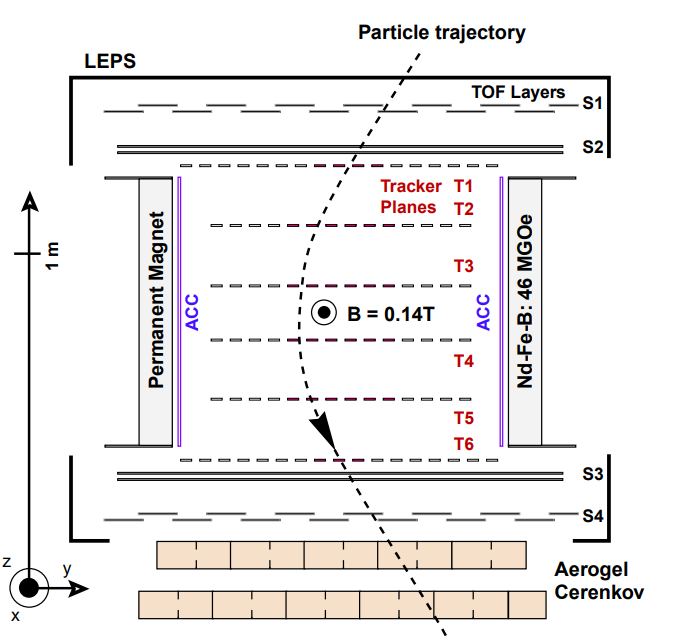 Particle trajectory
LEPS
TOF Layers
S1
S2
Tracker
Planes
T1
T2
T3
Permanent Magnet
ACC
B = 0.14T
ACC
Nd-Fe-B: 46 MGOe
1 m
T4
T5
T6
S3
S4
z
y
x
Aerogel
Cerenkov